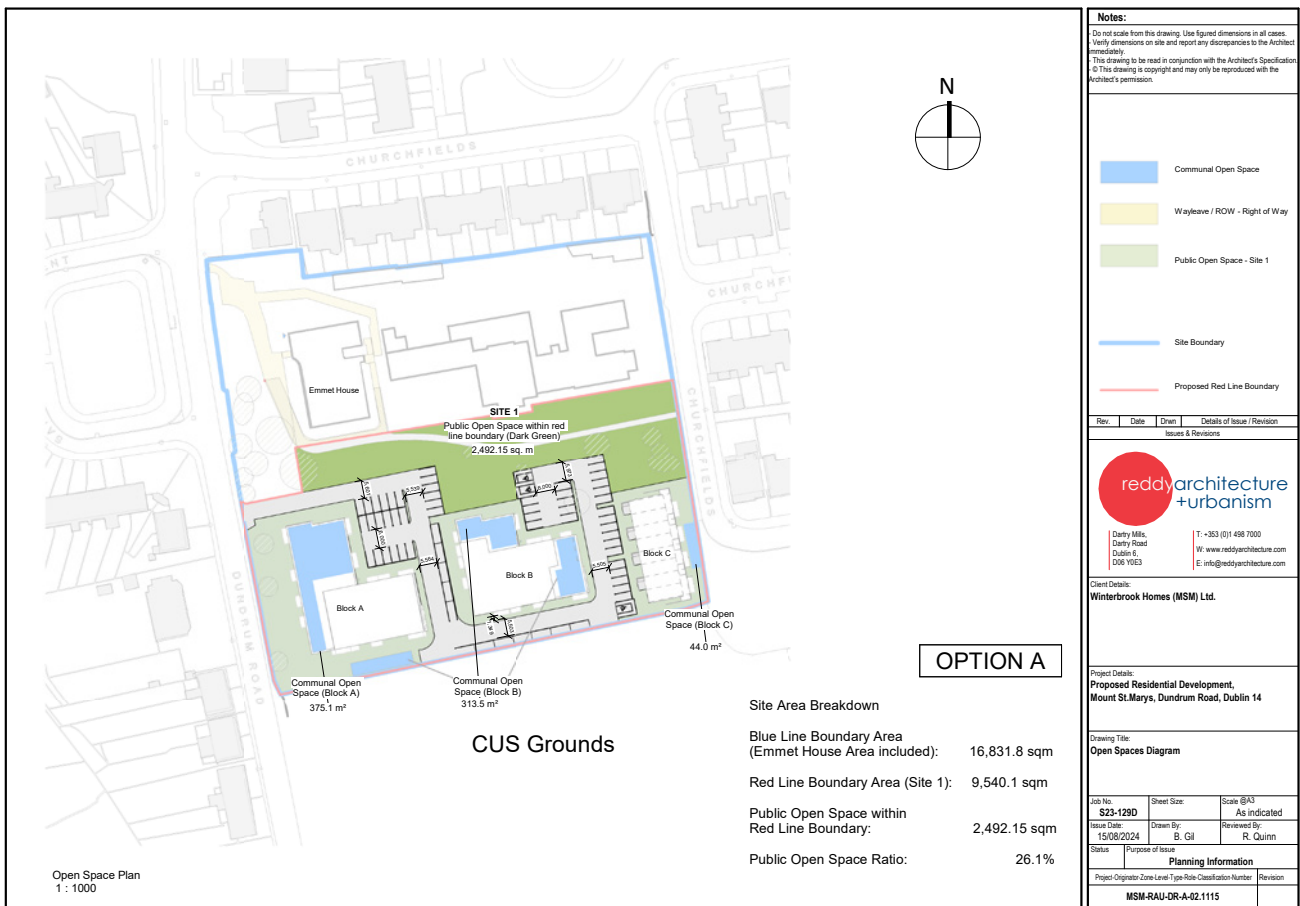 CHURCHFIELDS
CHURCHF
CHURCHFIELDS
DUNDRUM ROAD
N
Emmet House
SITE 1
Public Open Space within red
line boundary (Dark Green)
2,492.15 sq. m
Block A
Block B
Block C
Communal Open
Space (Block A)
375.1 m²
Communal Open
Space (Block B)
313.5 m²
Communal Open
Space (Block C)
44.0 m²
CUS Grounds
OPTION A
Site Area Breakdown
Blue Line Boundary Area
(Emmet House Area included): 16,831.8 sqm
Red Line Boundary Area (Site 1): 9,540.1 sqm
Public Open Space within
Red Line Boundary: 2,492.15 sqm
Public Open Space Ratio: 26.1%
Open Space Plan
1 : 1000
Notes:
- Do not scale from this drawing. Use figured dimensions in all cases.
- Verify dimensions on site and report any discrepancies to the Architect
immediately.
- This drawing to be read in conjunction with the Architect's Specification.
- © This drawing is copyright and may only be reproduced with the
Architect's permission.
Communal Open Space
Wayleave / ROW - Right of Way
Public Open Space - Site 1
Site Boundary
Proposed Red Line Boundary
Rev. Date Drwn Details of Issue / Revision
Issues & Revisions
reddyarchitecture
+urbanism
Dartry Mills,
Dartry Road
Dublin 6,
D06 Y0E3
T: +353 (0)1 498 7000
W: www.reddyarchitecture.com
E: info@reddyarchitecture.com
Client Details:
Winterbrook Homes (MSM) Ltd.
Project Details:
Proposed Residential Development,
Mount St.Marys, Dundrum Road, Dublin 14
Drawing Title:
Open Spaces Diagram
Job No. Sheet Size: Scale @A3
S23-129D As indicated
Issue Date: Drawn By: Reviewed By:
15/08/2024 B. Gil R. Quinn
Status Purpose of Issue
Planning Information
Project-Originator-Zone-Level-Type-Role-Classification-Number Revision
MSM-RAU-DR-A-02.1115